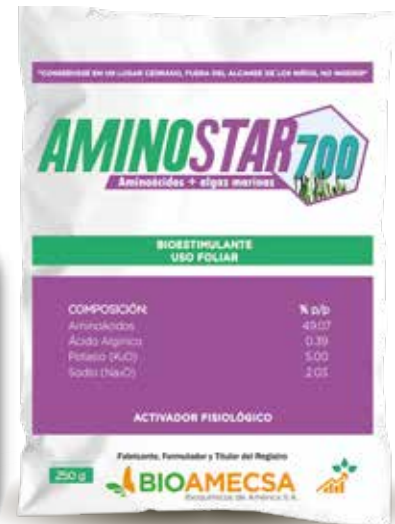 "CONSERVESE EN UN LUGAR CERRADO, FUERA DEL ALCANCE DE LOS NIÑOS, NO INGERIR"
AMINOSTAR 700
Aminoácidos + algas marinas
BIOESTIMULANTE
USO FOLIAR
COMPOSICIÓN: % p/p
Aminoácidos 49.07
Ácido Algínico 0.39
Potasio (K₂O) 5.00
Sodio (Na₂O) 2.03
ACTIVADOR FISIOLÓGICO
Fabricante, Formulador y Titular del Registro
250 g
BIOAMECSA
Bioquímicos de América S.A.